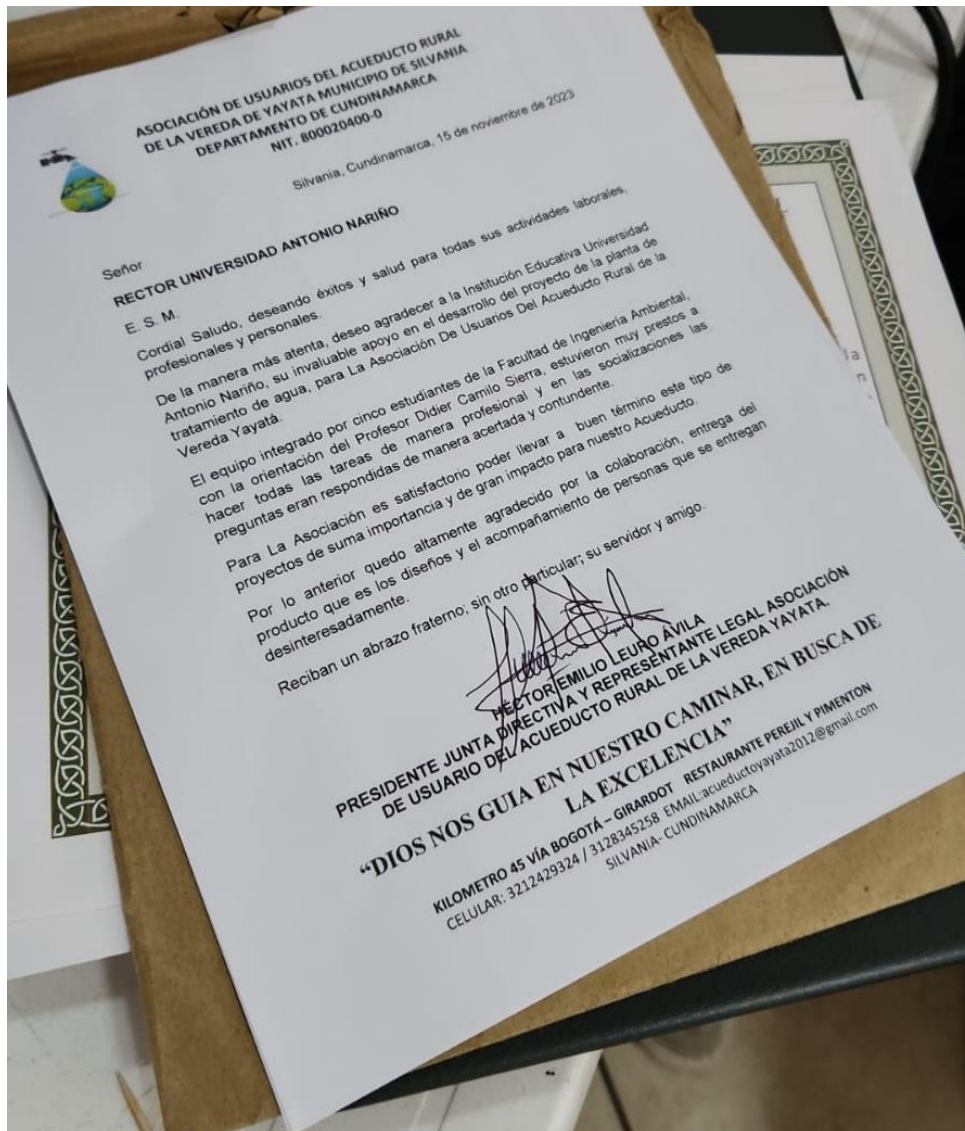 ASOCIACIÓN DE USUARIOS DEL ACUEDUCTO RURAL
DE LA VEREDA DE YAYATA MUNICIPIO DE SILVANIA
DEPARTAMENTO DE CUNDINAMARCA
NIT. 800020400-0
Silvania, Cundinamarca, 15 de noviembre de 2023
Señor
RECTOR UNIVERSIDAD ANTONIO NARIÑO
E. S. M.
Cordial Saludo, deseando éxitos y salud para todas sus actividades laborales,
profesionales y personales.
De la manera más atenta, deseo agradecer a la Institución Educativa Universidad
Antonio Nariño, su invaluable apoyo en el desarrollo del proyecto de la planta de
tratamiento de agua, para La Asociación De Usuarios Del Acueducto Rural de la
Vereda Yayatá.
El equipo integrado por cinco estudiantes de la Facultad de Ingeniería Ambiental,
con la orientación del Profesor Didier Camilo Sierra, estuvieron muy prestos a
hacer todas las tareas de manera profesional y en las socializaciones las
preguntas eran respondidas de manera acertada y contundente.
Para La Asociación es satisfactorio poder llevar a buen término este tipo de
proyectos de suma importancia y de gran impacto para nuestro Acueducto.
Por lo anterior quedo altamente agradecido por la colaboración, entrega del
producto que es los diseños y el acompañamiento de personas que se entregan
desinteresadamente.
Reciban un abrazo fraterno; sin otro particular; su servidor y amigo.
HÉCTOR EMILIO LEURO ÁVILA
PRESIDENTE JUNTA DIRECTIVA Y REPRESENTANTE LEGAL ASOCIACIÓN
DE USUARIO DEL ACUEDUCTO RURAL DE LA VEREDA YAYATA.
“DIOS NOS GUIA EN NUESTRO CAMINAR, EN BUSCA DE
LA EXCELENCIA”
KILOMETRO 45 VÍA BOGOTÁ – GIRARDOT RESTAURANTE PEREJIL Y PIMENTON
CELULAR: 3212429324 / 3128345258 EMAIL:acueductoyayata2012@gmail.com
SILVANIA- CUNDINAMARCA